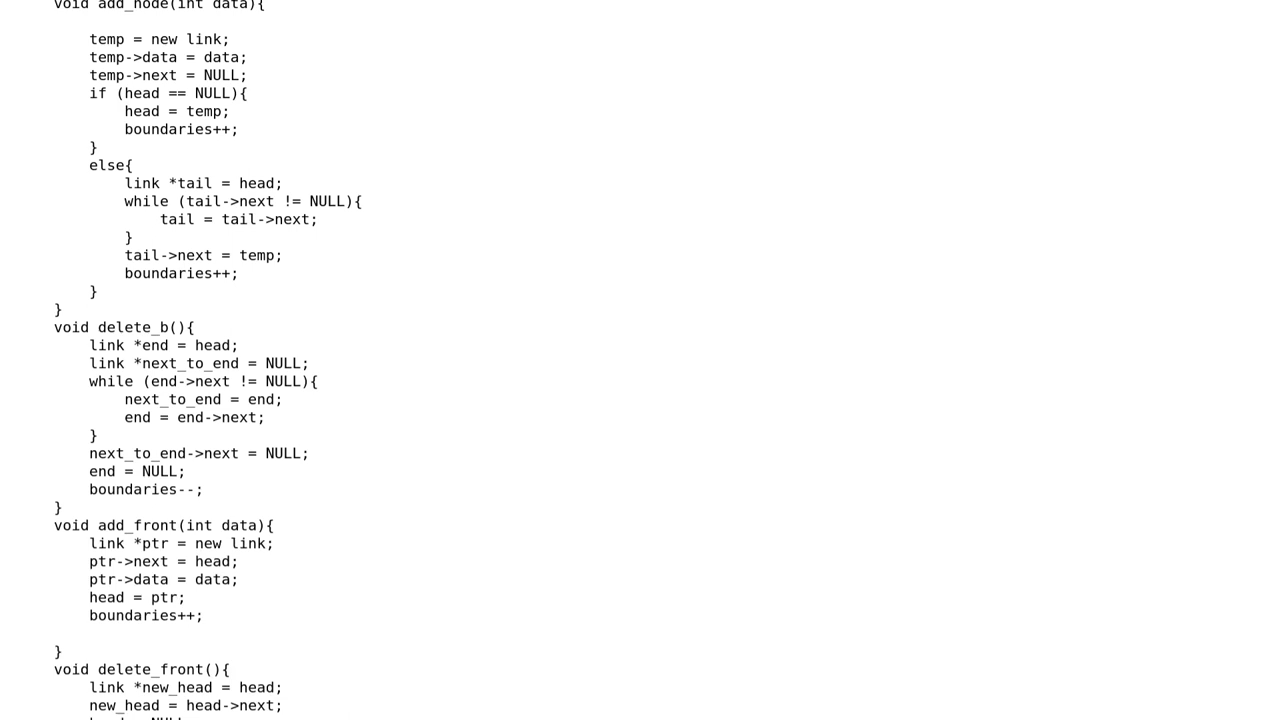 void add_node(int data){
temp = new link;
temp->data = data;
temp->next = NULL;
if (head == NULL){
head = temp;
boundaries++;
}
else{
link *tail = head;
while (tail->next != NULL){
tail = tail->next;
}
tail->next = temp;
boundaries++;
}
}
void delete_b(){
link *end = head;
link *next_to_end = NULL;
while (end->next != NULL){
next_to_end = end;
end = end->next;
}
next_to_end->next = NULL;
end = NULL;
boundaries--;
}
void add_front(int data){
link *ptr = new link;
ptr->next = head;
ptr->data = data;
head = ptr;
boundaries++;
}
void delete_front(){
link *new_head = head;
new_head = head->next;